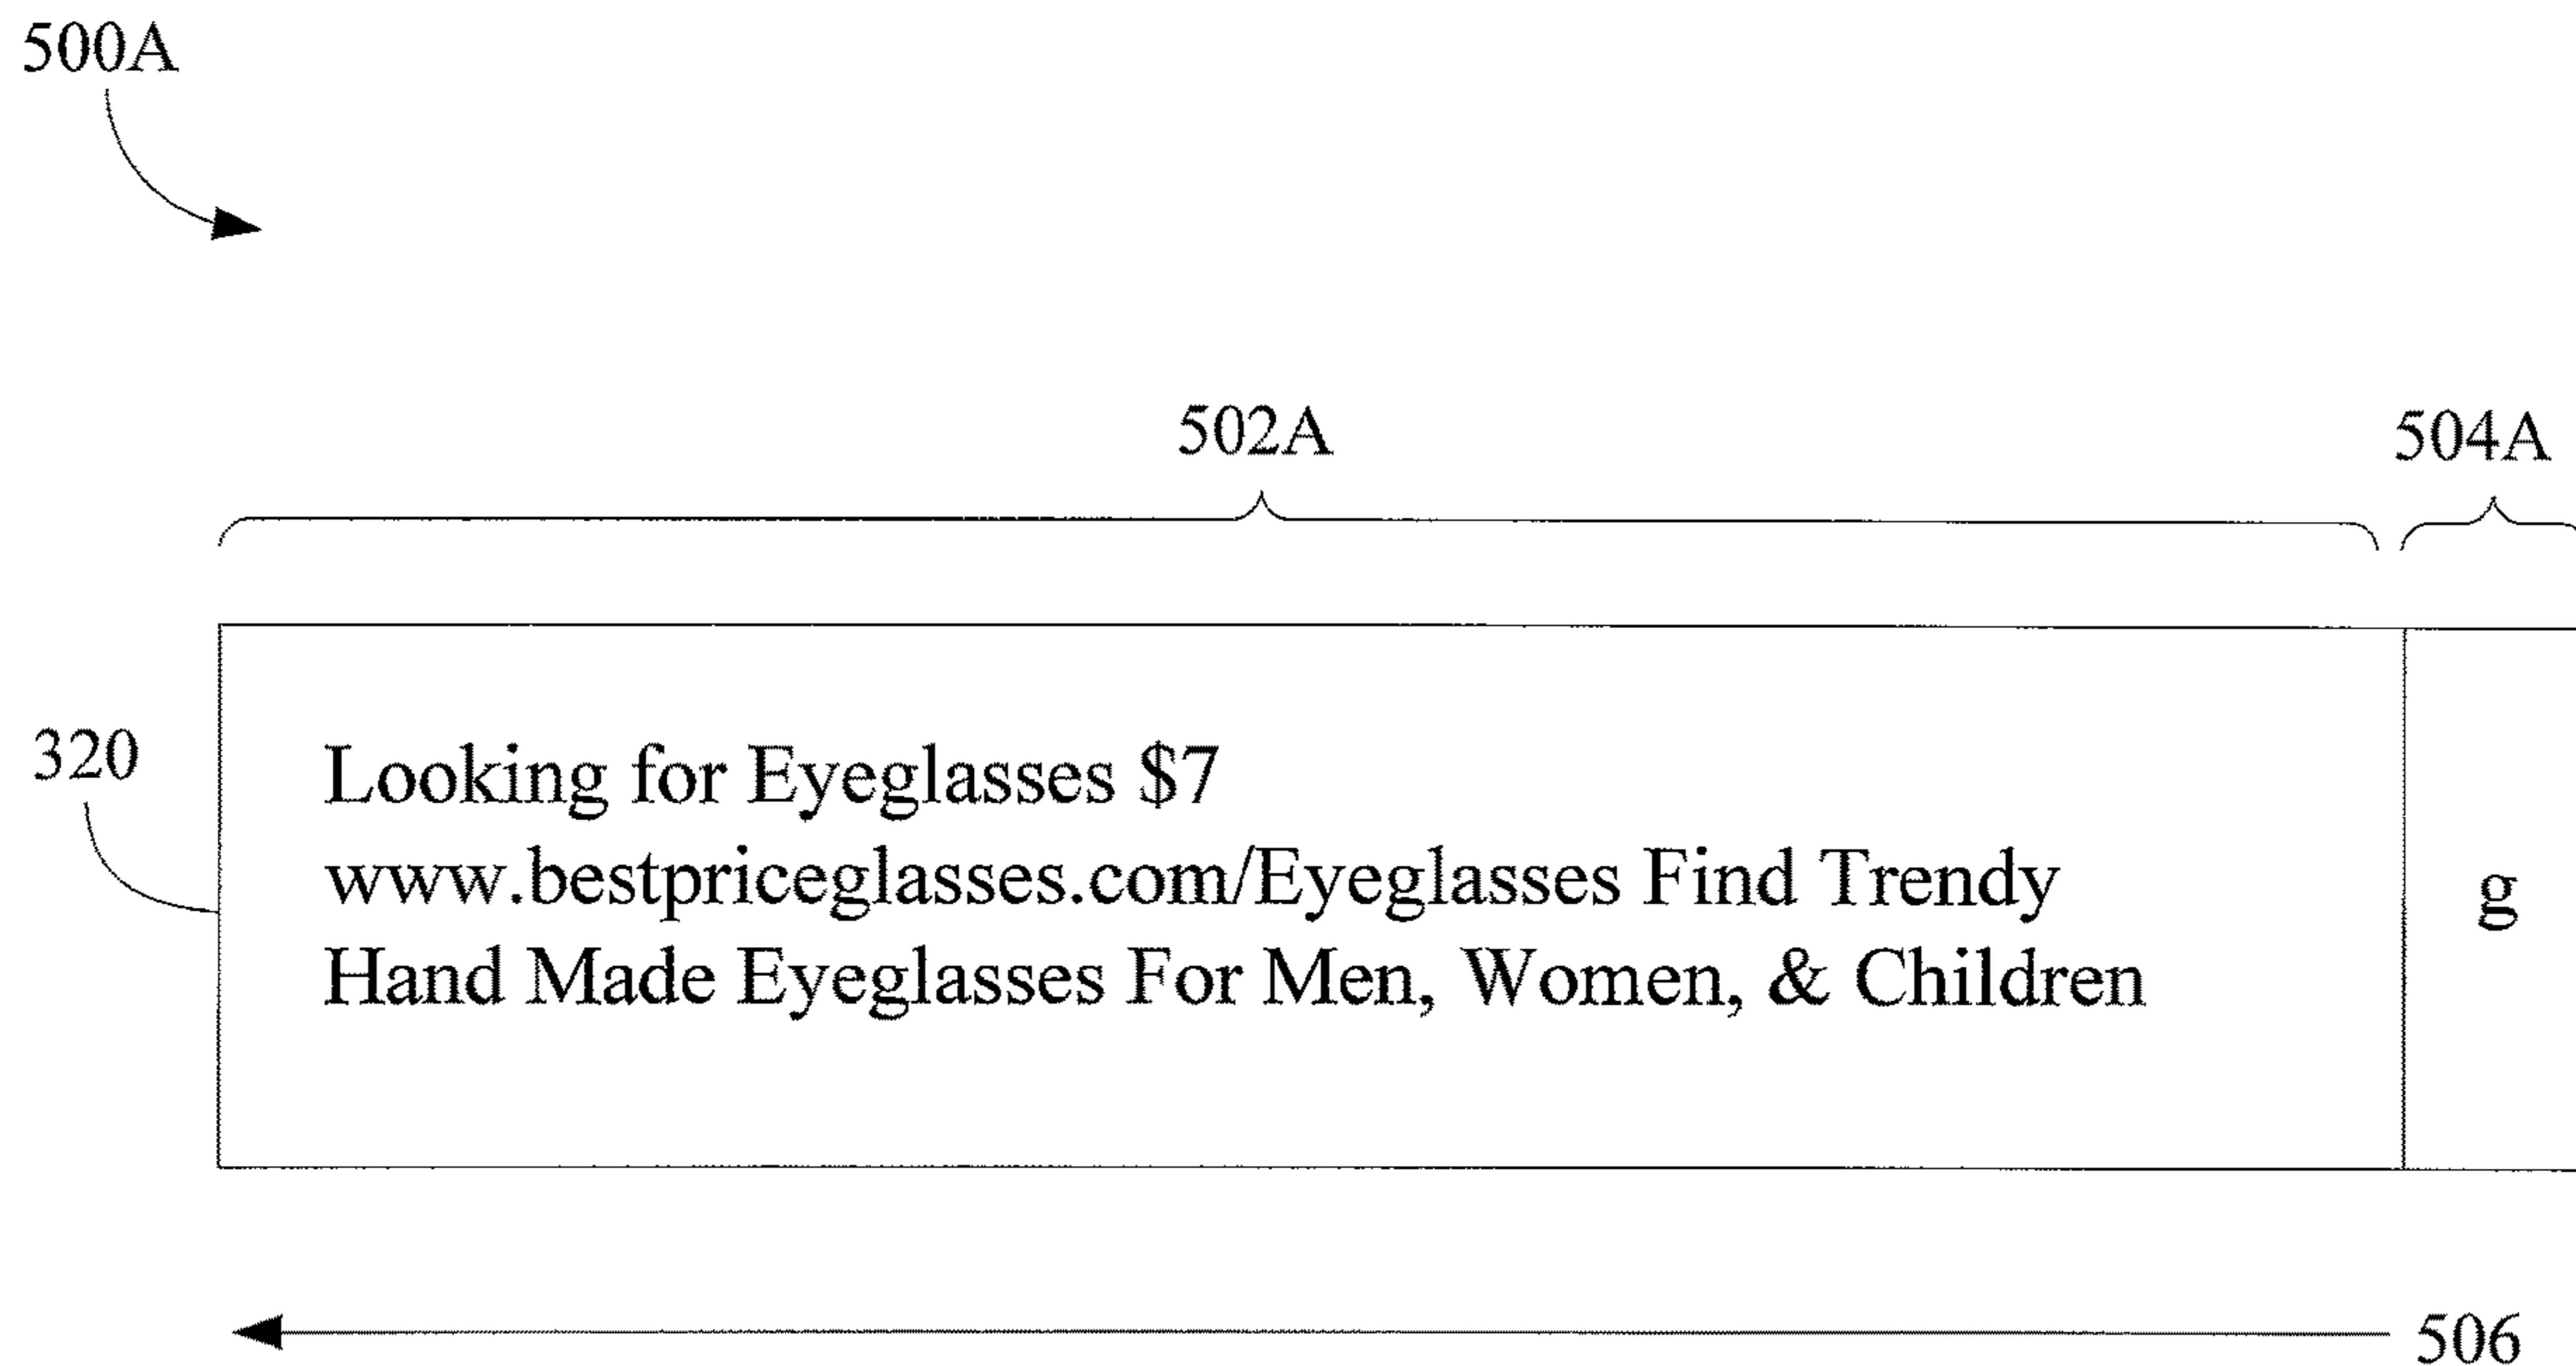 500A
502A
504A
320
Looking for Eyeglasses $7
www.bestpriceglasses.com/Eyeglasses Find Trendy
Hand Made Eyeglasses For Men, Women, & Children
g
506